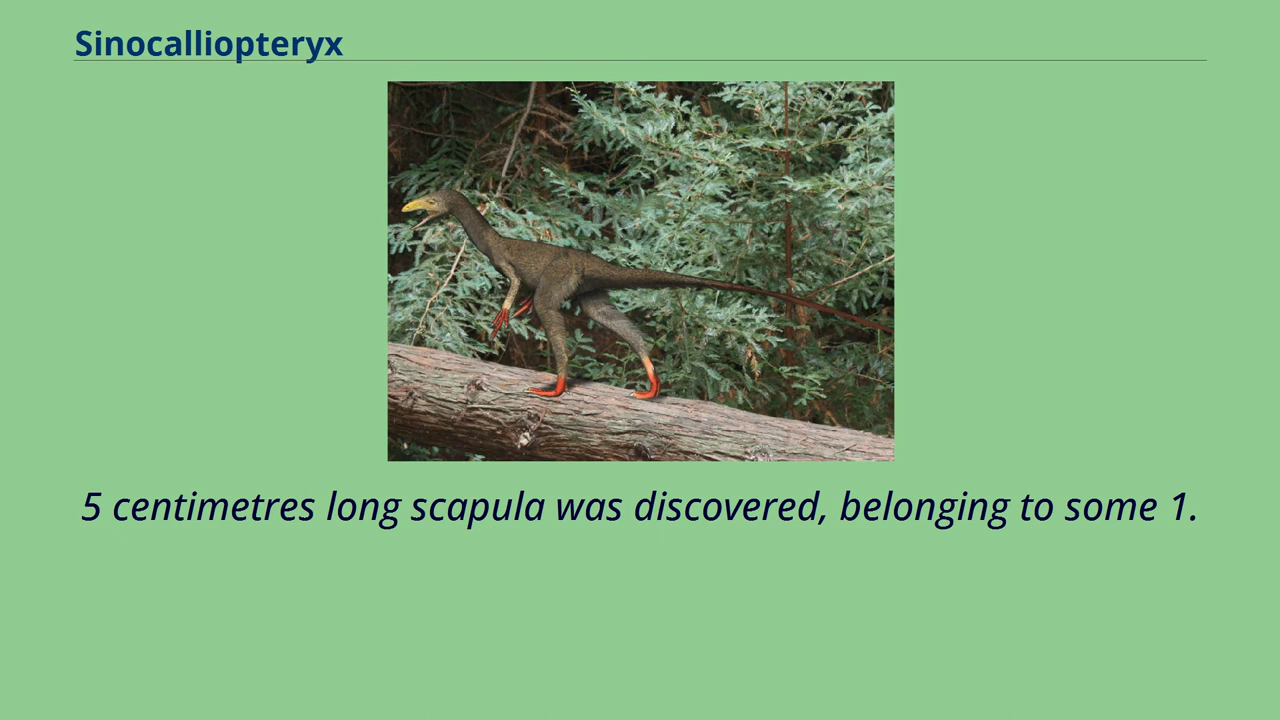 Sinocalliopteryx
5 centimetres long scapula was discovered, belonging to some 1.